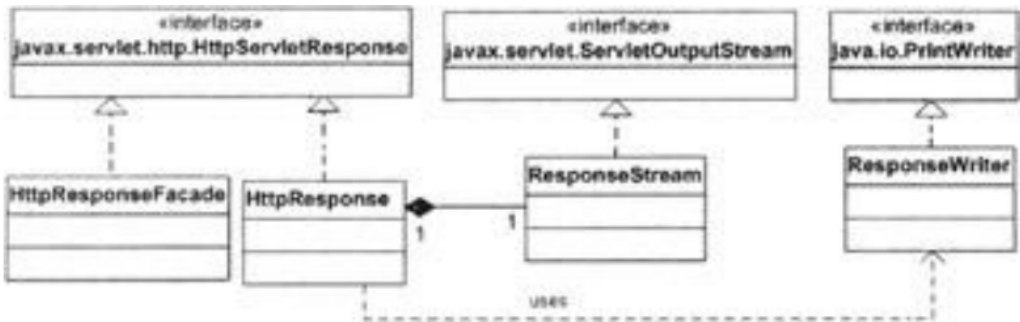 «interface»
javax.servlet.http.HttpServletResponse
«interface»
javax.servlet.ServletOutputStream
«interface»
java.io.PrintWriter
HttpResponseFacade
HttpResponse
ResponseStream
ResponseWriter
1
1
uses